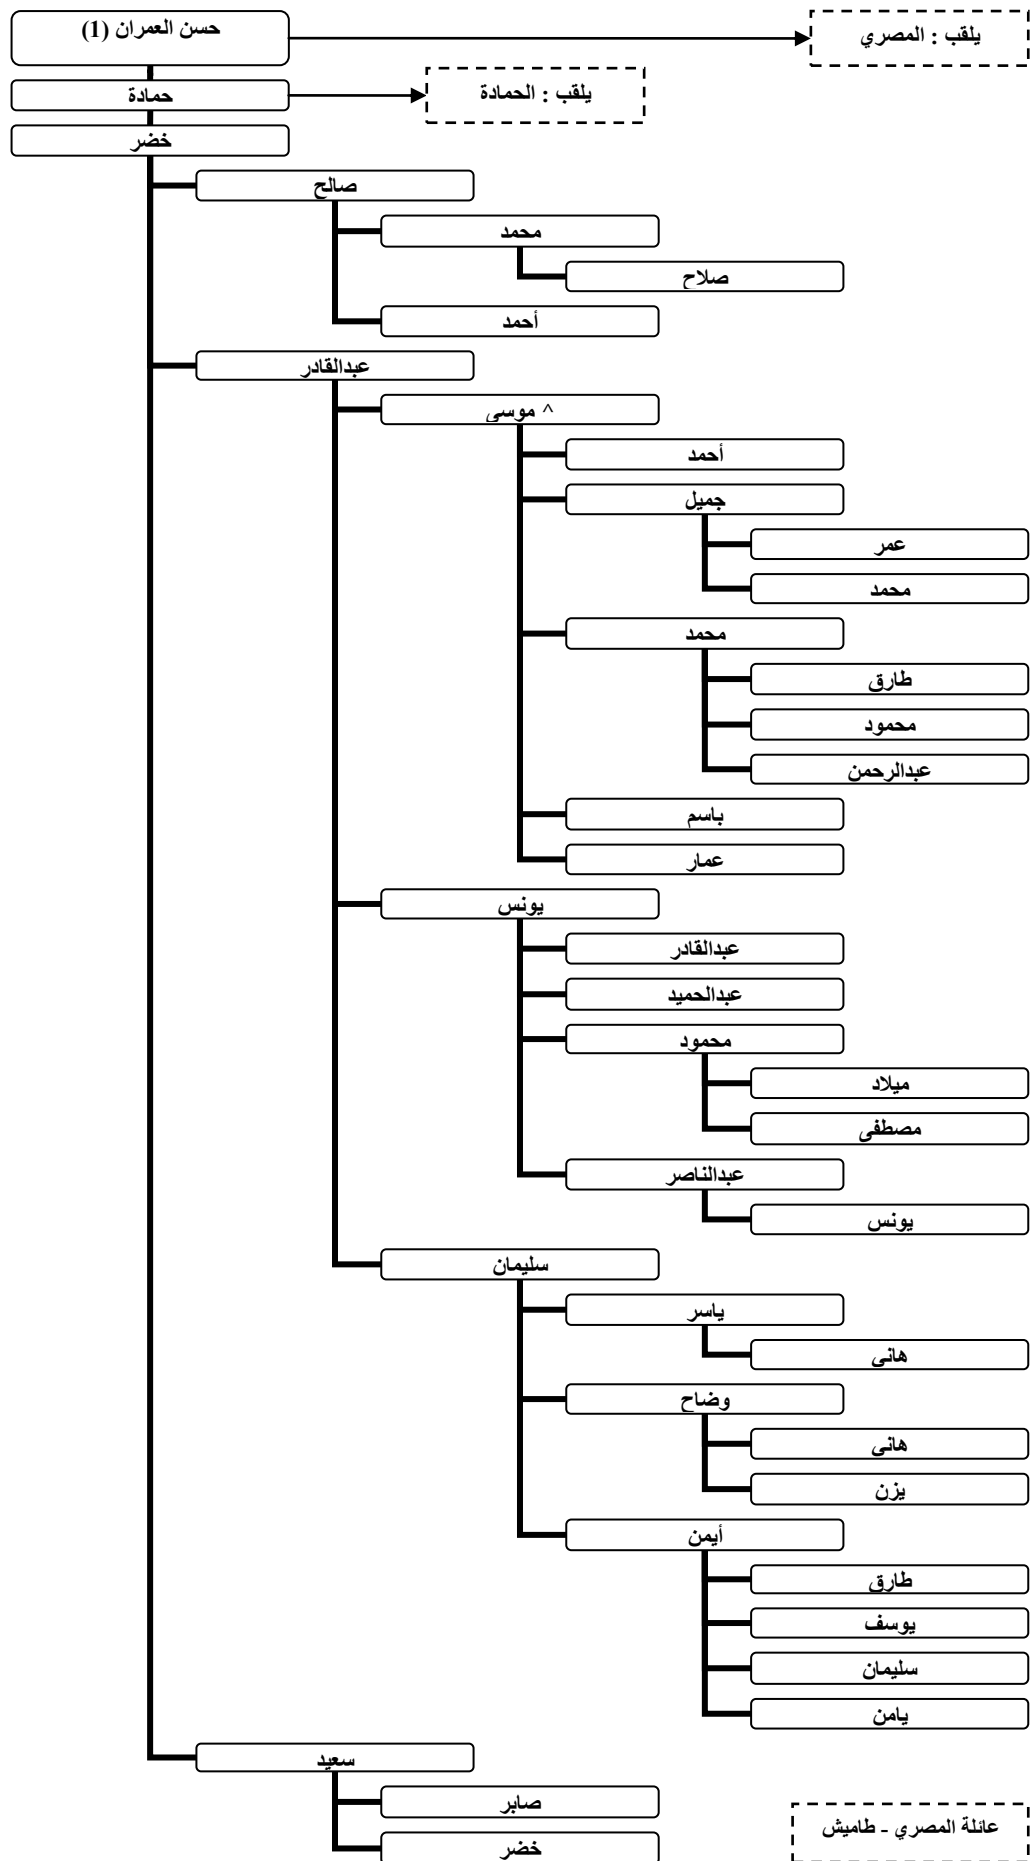 حسن العمران (1)
يلقب : المصري
حمادة
يلقب : الحمادة
خضر
صالح
محمد
صلاح
أحمد
عبدالقادر
موسى ^
أحمد
جميل
عمر
محمد
محمد
طارق
محمود
عبدالرحمن
باسم
عمار
يونس
عبدالقادر
عبدالحميد
محمود
ميلاد
مصطفى
عبدالناصر
يونس
سليمان
ياسر
هاني
وضاح
هاني
يزن
أيمن
طارق
يوسف
سليمان
يامن
سعيد
صابر
خضر
عائلة المصري - طاميش